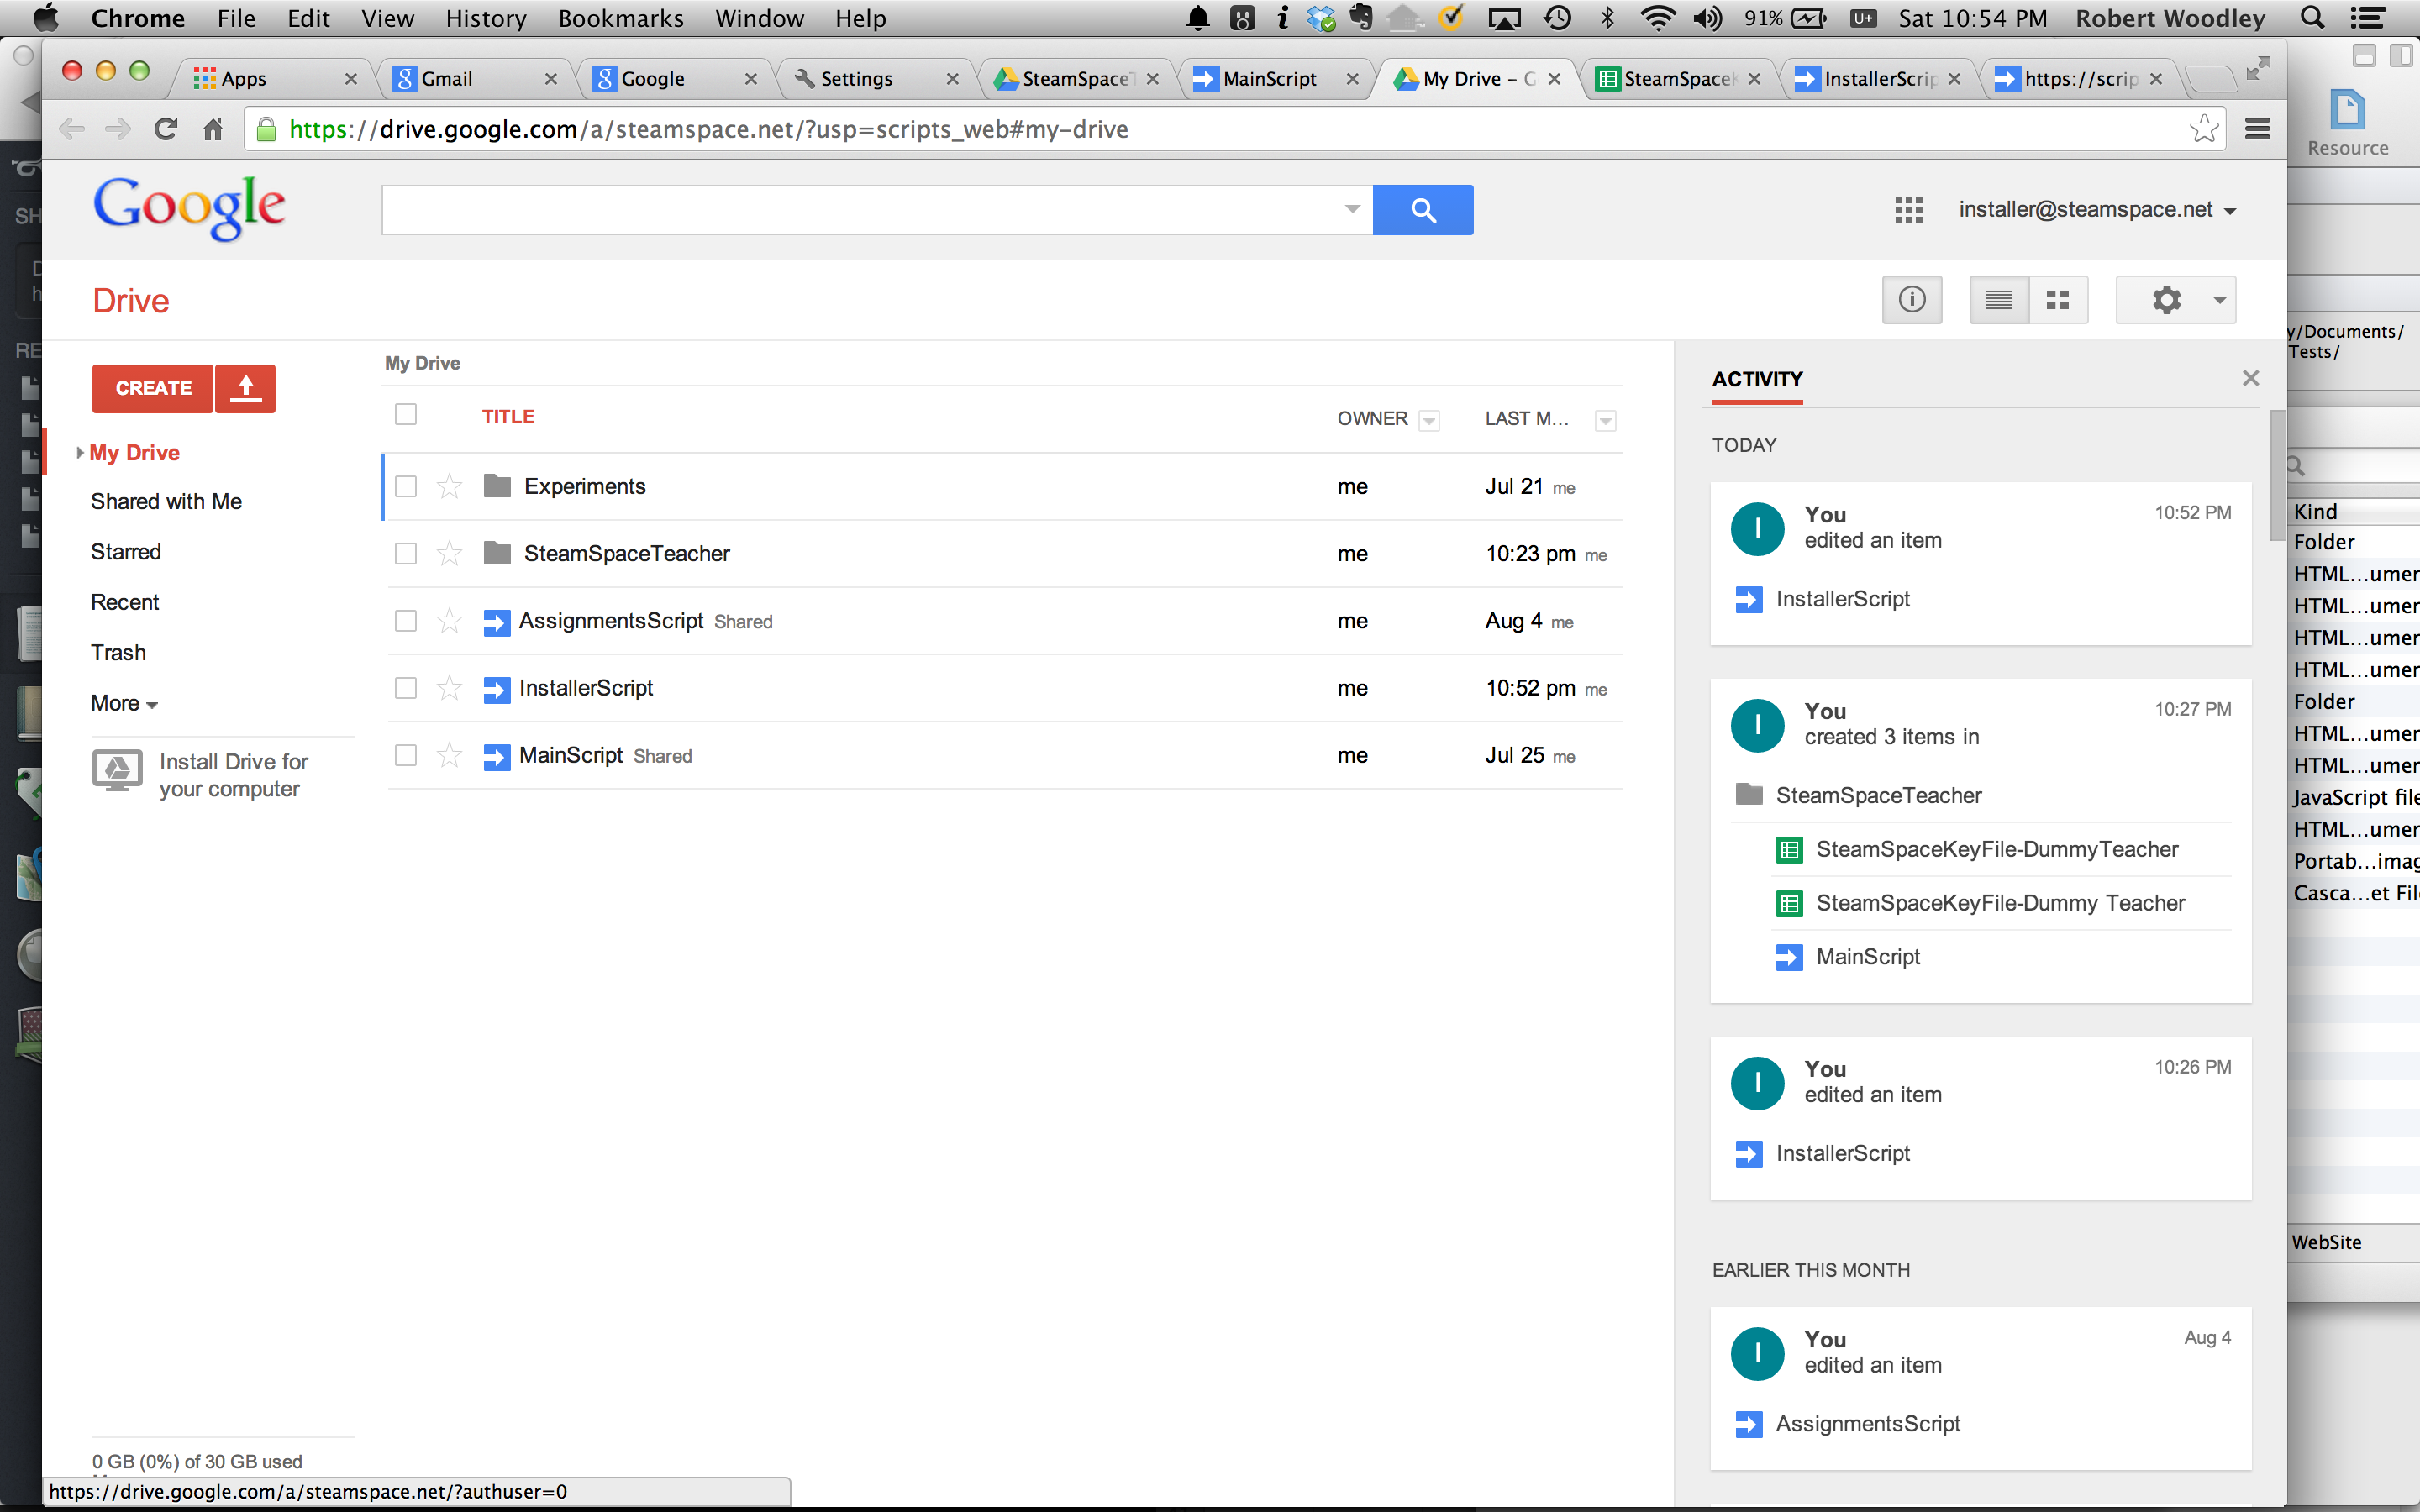 Chrome File Edit View History Bookmarks Window Help 91% U+ Sat 10:54 PM Robert Woodley
Apps Gmail Google Settings SteamSpaceT MainScript My Drive – G SteamSpaceK InstallerScrip https://scrip
https://drive.google.com/a/steamspace.net/?usp=scripts_web#my-drive
Resource
Google
installer@steamspace.net
Drive
CREATE
My Drive
Shared with Me
Starred
Recent
Trash
More
Install Drive for
your computer
0 GB (0%) of 30 GB used
https://drive.google.com/a/steamspace.net/?authuser=0
My Drive
TITLE OWNER LAST M...
Experiments me Jul 21 me
SteamSpaceTeacher me 10:23 pm me
AssignmentsScript Shared me Aug 4 me
InstallerScript me 10:52 pm me
MainScript Shared me Jul 25 me
ACTIVITY
TODAY
You 10:52 PM
edited an item
InstallerScript
You 10:27 PM
created 3 items in
SteamSpaceTeacher
SteamSpaceKeyFile-DummyTeacher
SteamSpaceKeyFile-Dummy Teacher
MainScript
You 10:26 PM
edited an item
InstallerScript
EARLIER THIS MONTH
You Aug 4
edited an item
AssignmentsScript
SH
RE
y/Documents/
Tests/
Kind
Folder
HTML...umen
HTML...umer
HTML...umer
HTML...umer
Folder
HTML...umer
HTML...umer
JavaScript file
HTML...umer
Portab...imag
Casca...et Fil
WebSite